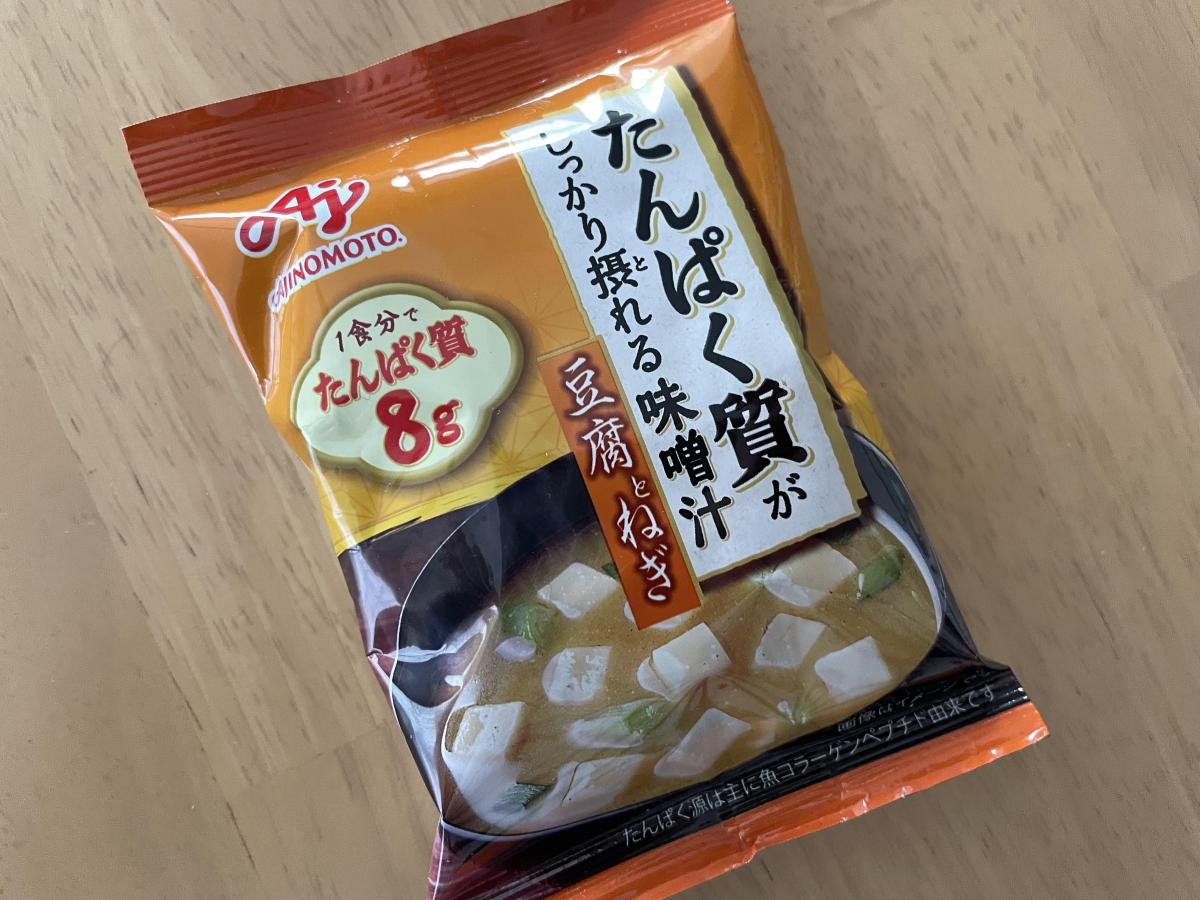 Aj
AJINOMOTO®
1食分で
たんぱく質
8g
たんぱく質が
しっかり摂れる味噌汁
と
豆腐とねぎ
画像はイメージです
たんぱく源は主に魚コラーゲンペプチド由来です